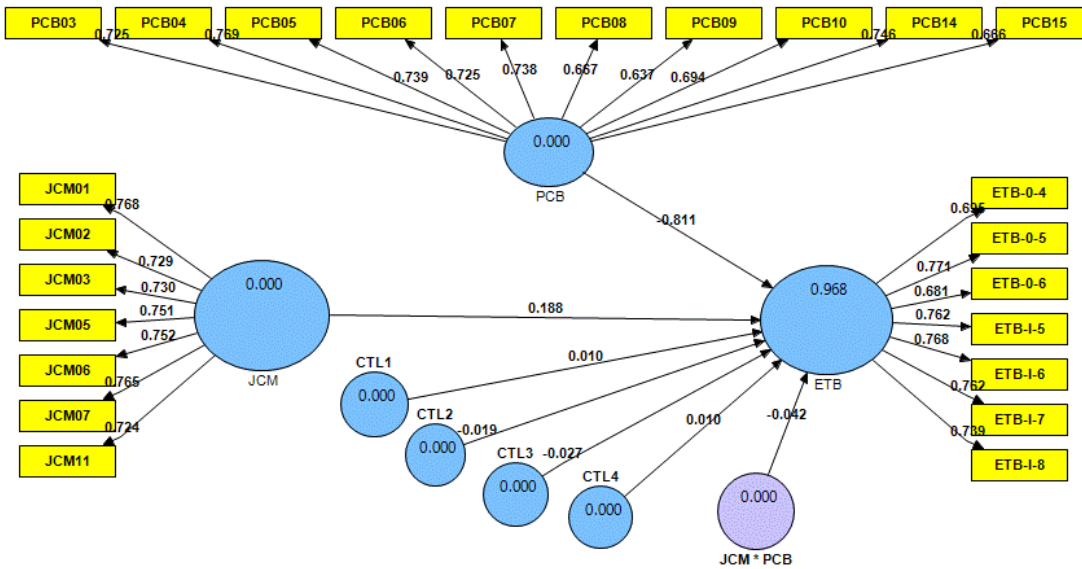 PCB03 PCB04 PCB05 PCB06 PCB07 PCB08 PCB09 PCB10 PCB14 PCB15
0.725 0.769 0.746 0.666
0.739 0.725 0.738 0.667 0.637 0.694
0.000
PCB
JCM01
0.768
JCM02
0.729
JCM03
0.730
JCM05
0.751
JCM06
0.752
JCM07
0.765
JCM11
0.724
0.000
JCM
-0.811
0.188
0.968
ETB
ETB-0-4
0.695
ETB-0-5
0.771
ETB-0-6
0.681
ETB-I-5
0.762
ETB-I-6
0.768
ETB-I-7
0.762
ETB-I-8
0.739
CTL1
0.000
0.010
CTL2
0.000
-0.019
CTL3
0.000
-0.027
CTL4
0.000
0.010
-0.042
0.000
JCM * PCB